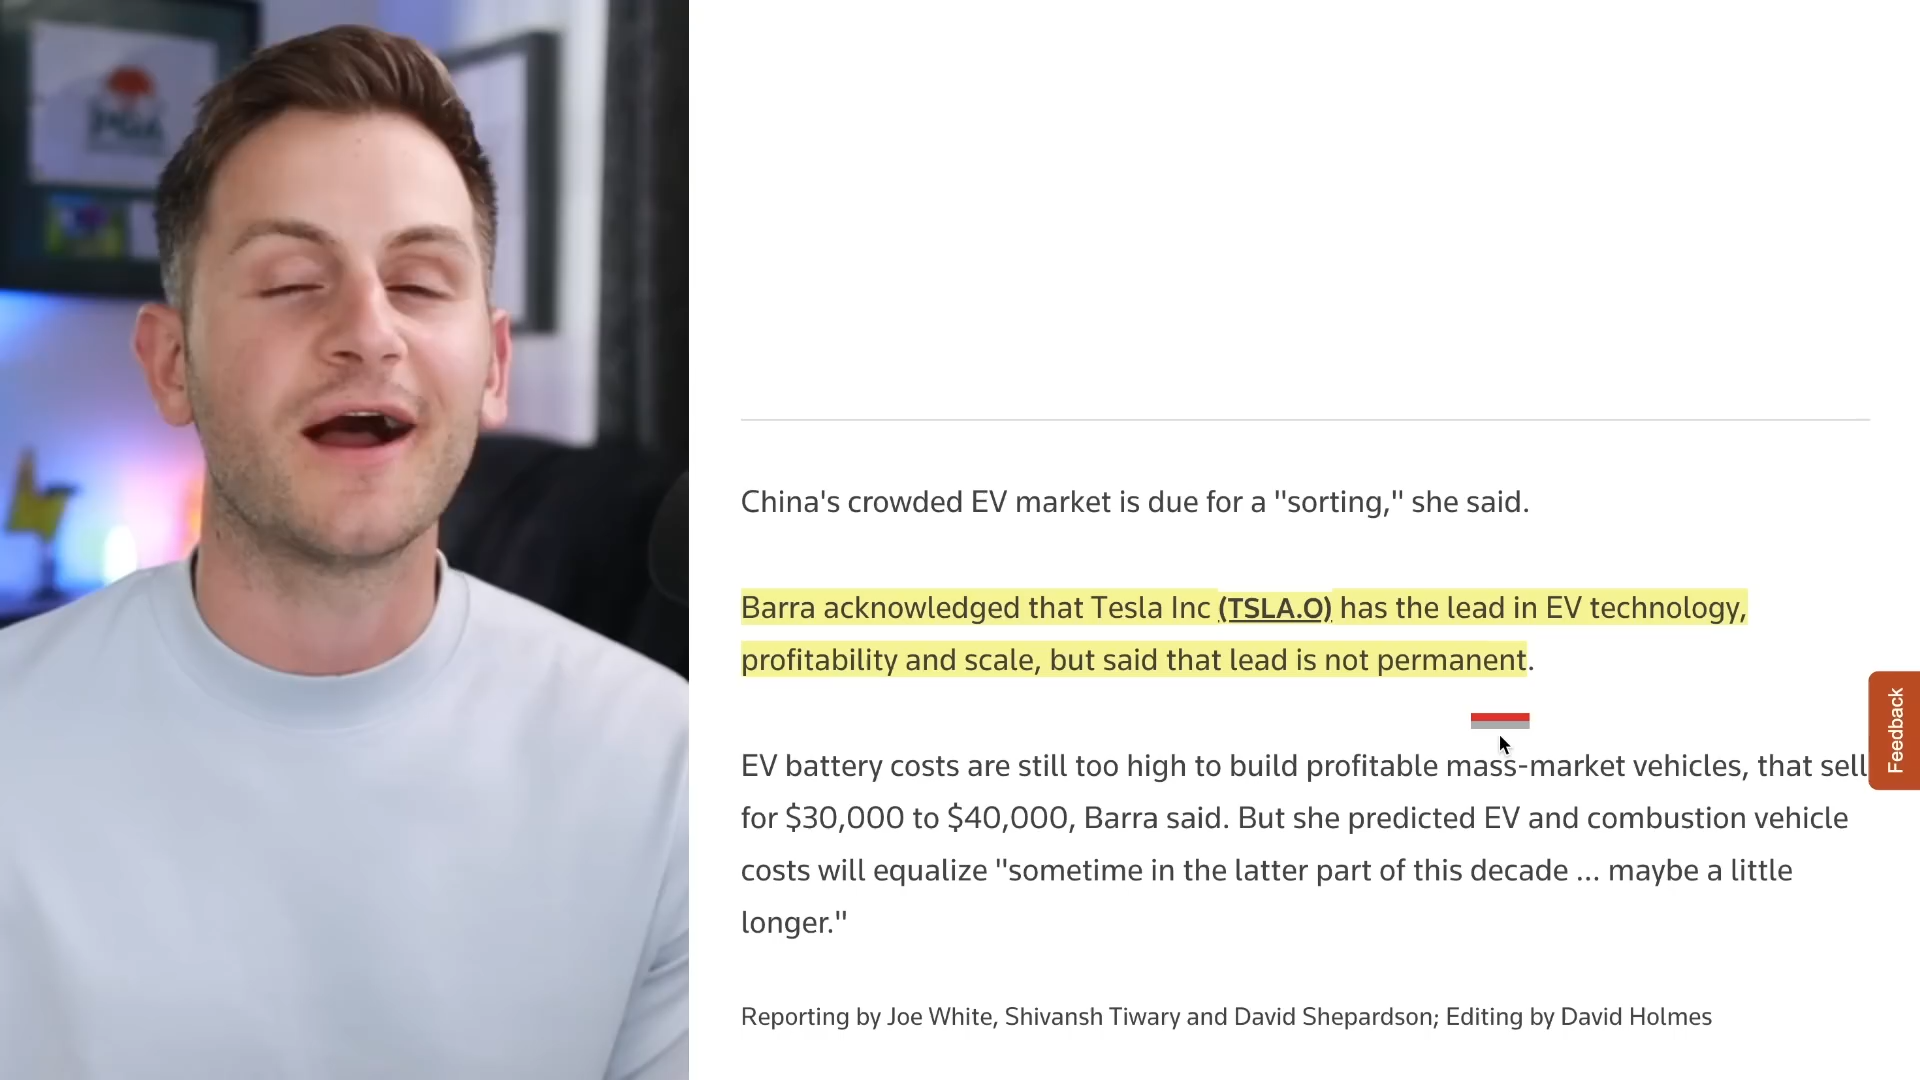 PGA
China's crowded EV market is due for a "sorting," she said.
Barra acknowledged that Tesla Inc (TSLA.O) has the lead in EV technology,
profitability and scale, but said that lead is not permanent.
EV battery costs are still too high to build profitable mass-market vehicles, that sell
for $30,000 to $40,000, Barra said. But she predicted EV and combustion vehicle
costs will equalize "sometime in the latter part of this decade ... maybe a little
longer."
Reporting by Joe White, Shivansh Tiwary and David Shepardson; Editing by David Holmes
Feedback